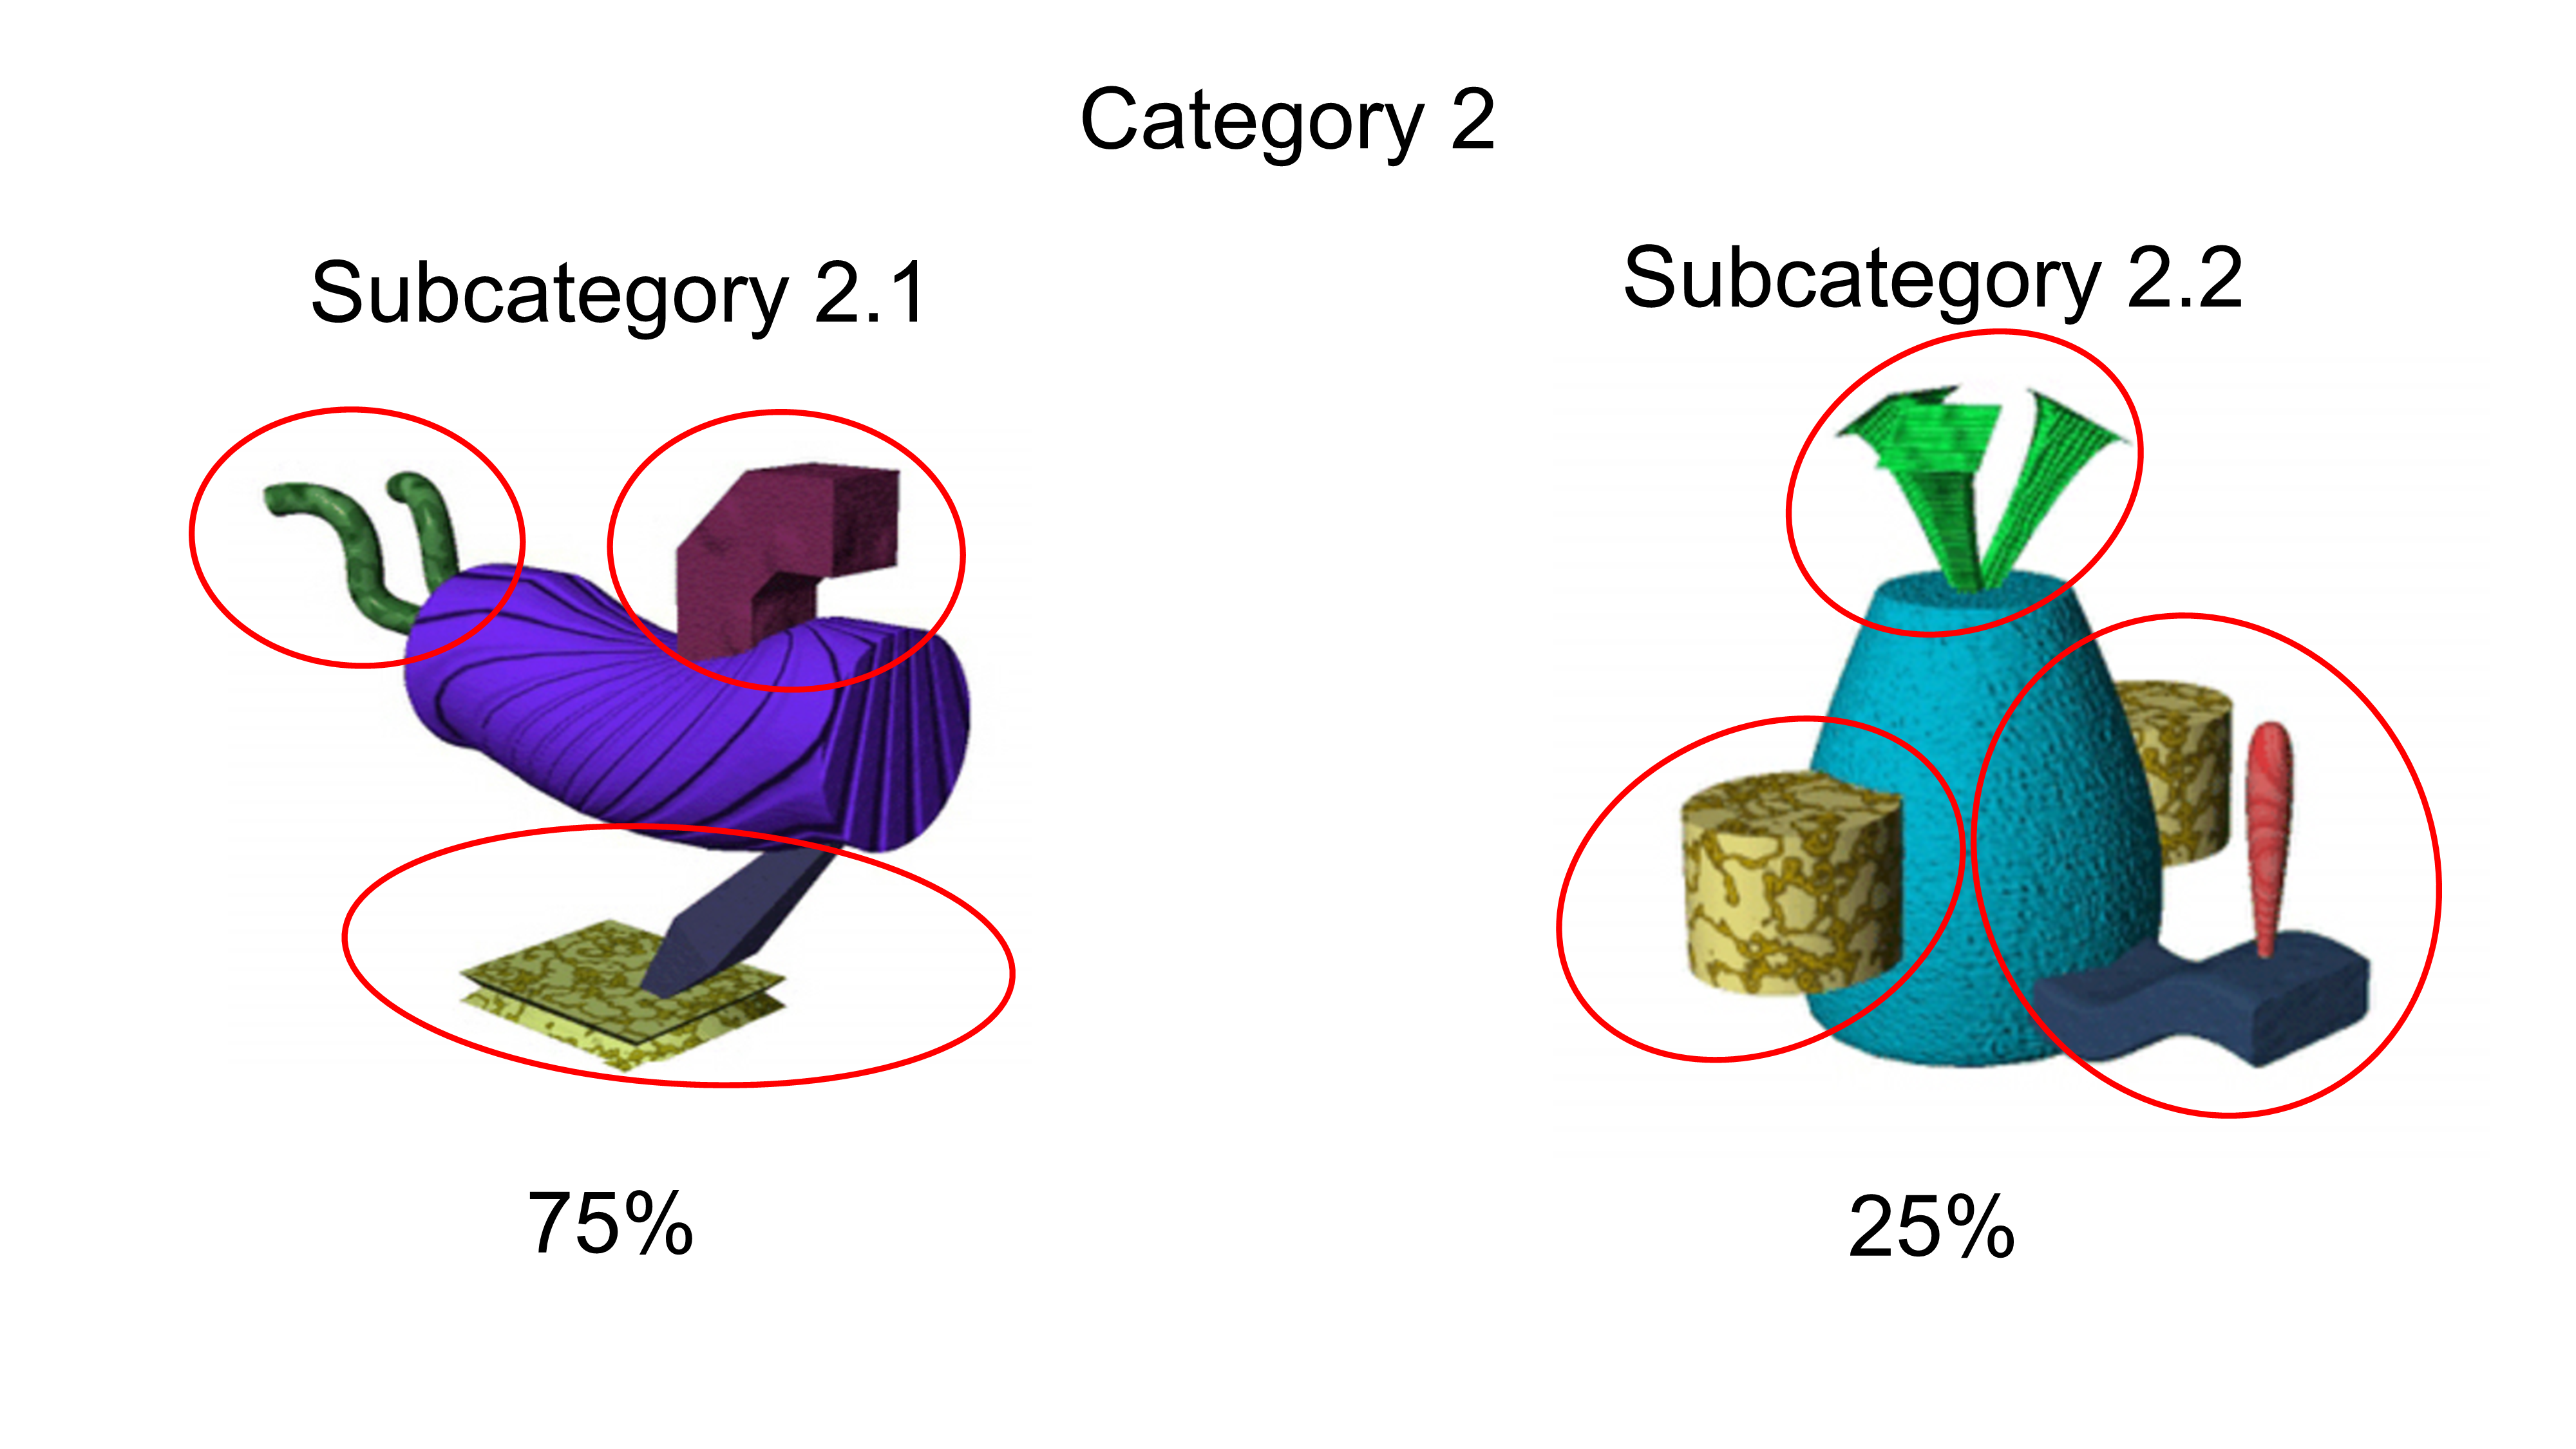 Category 2
Subcategory 2.1
Subcategory 2.2
75%
25%